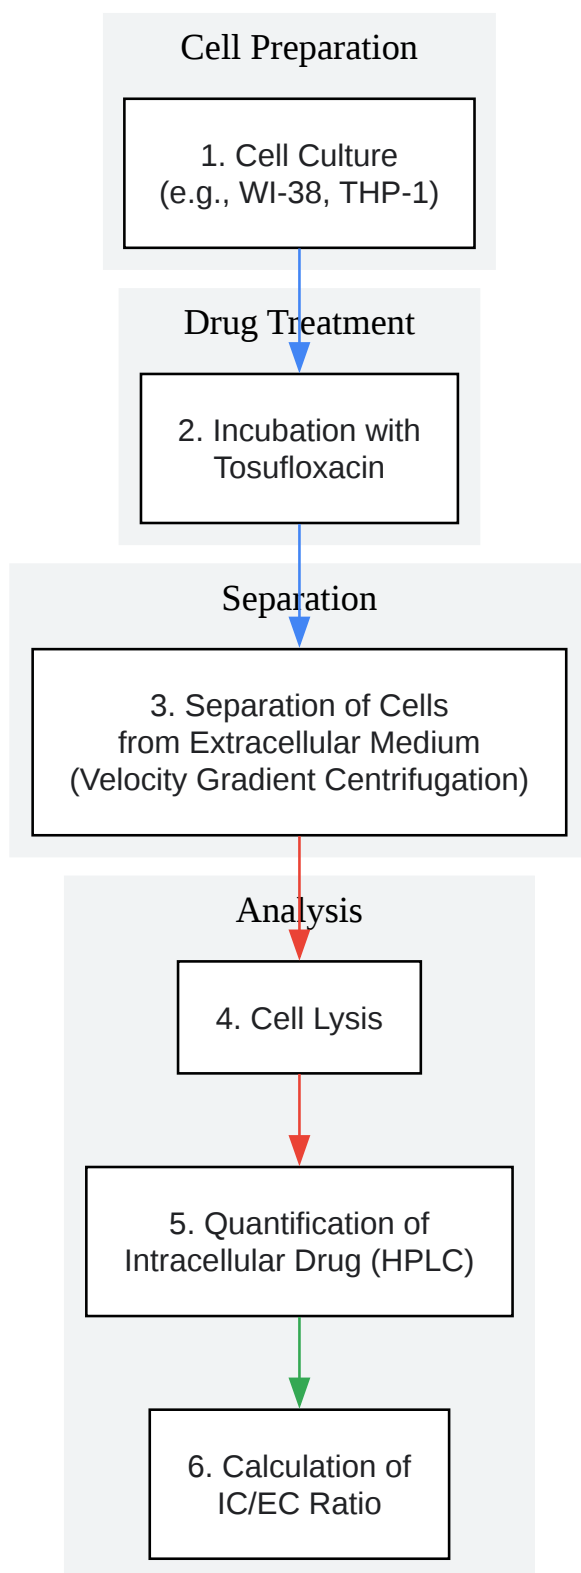 Cell Preparation
1. Cell Culture
(e.g., WI-38, THP-1)
Drug Treatment
2. Incubation with
Tosufloxacin
Separation
3. Separation of Cells
from Extracellular Medium
(Velocity Gradient Centrifugation)
Analysis
4. Cell Lysis
5. Quantification of
Intracellular Drug (HPLC)
6. Calculation of
IC/EC Ratio